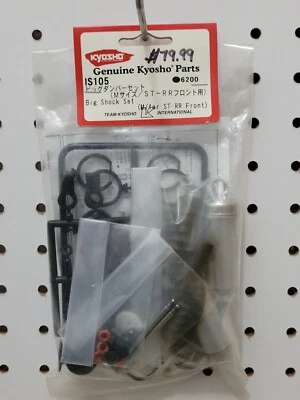 KYOSHO
#79.99
Genuine Kyosho Parts
IS105 ●6200
ビッグダンパーセット
(Mサイズ/ST-RRフロント用)
Big Shock Set (M/for ST-RR Front)
TEAM KYOSHO K INTERNATIONAL